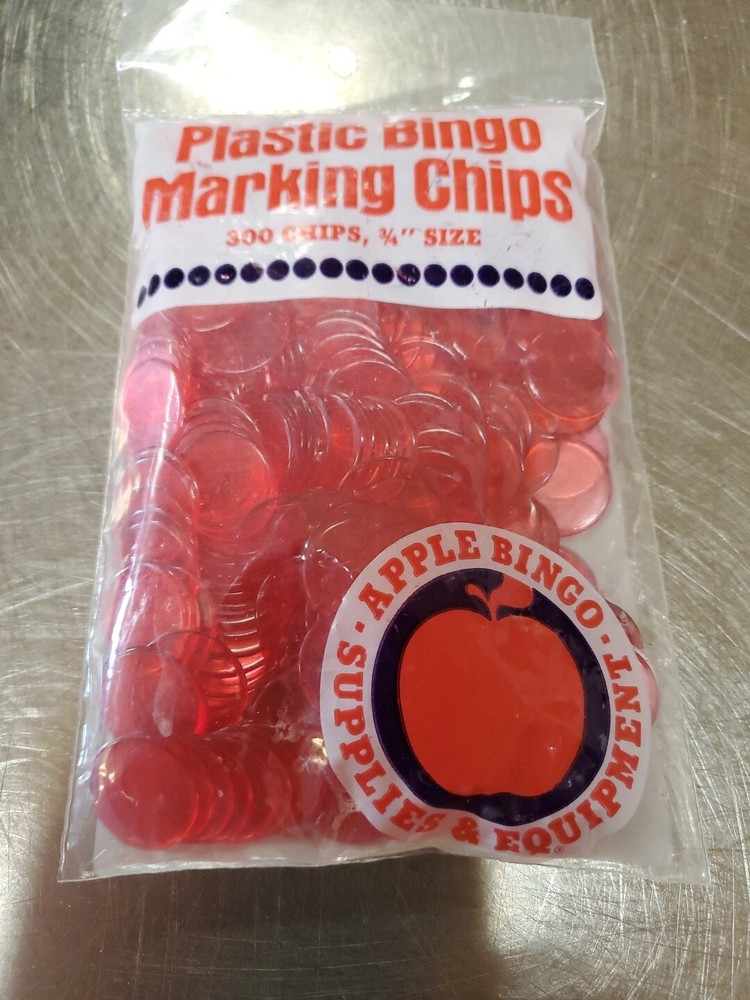 Plastic Bingo
Marking Chips
300 CHIPS, ¾" SIZE
· APPLE BINGO · SUPPLIES & EQUIPMENT
®